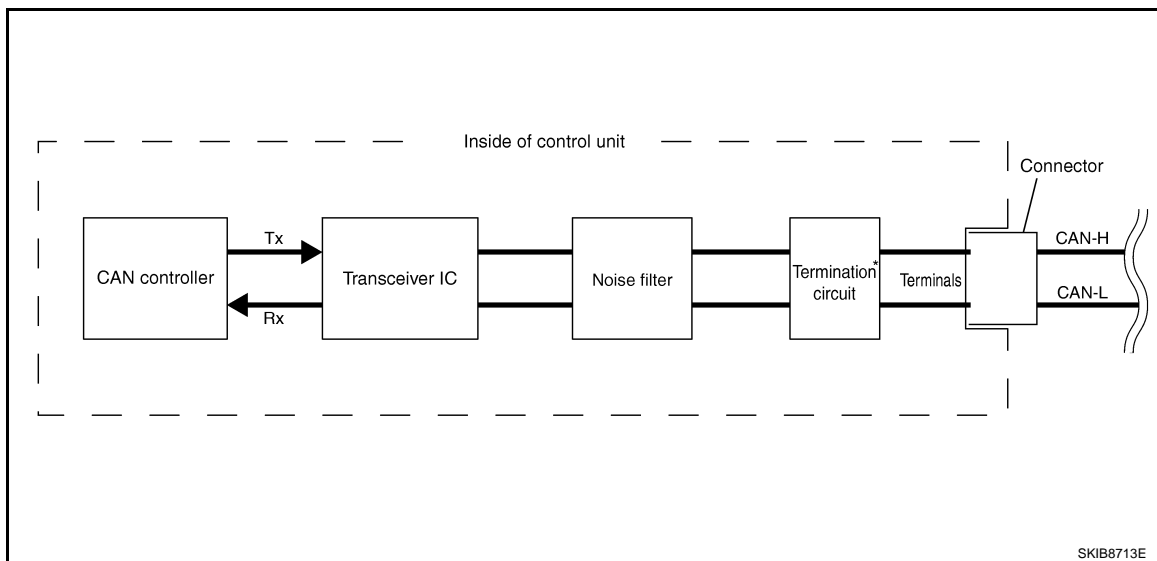 Inside of control unit
Connector
Tx
CAN-H
CAN controller
Transceiver IC
Noise filter
Termination*
circuit
Terminals
CAN-L
Rx
SKIB8713E